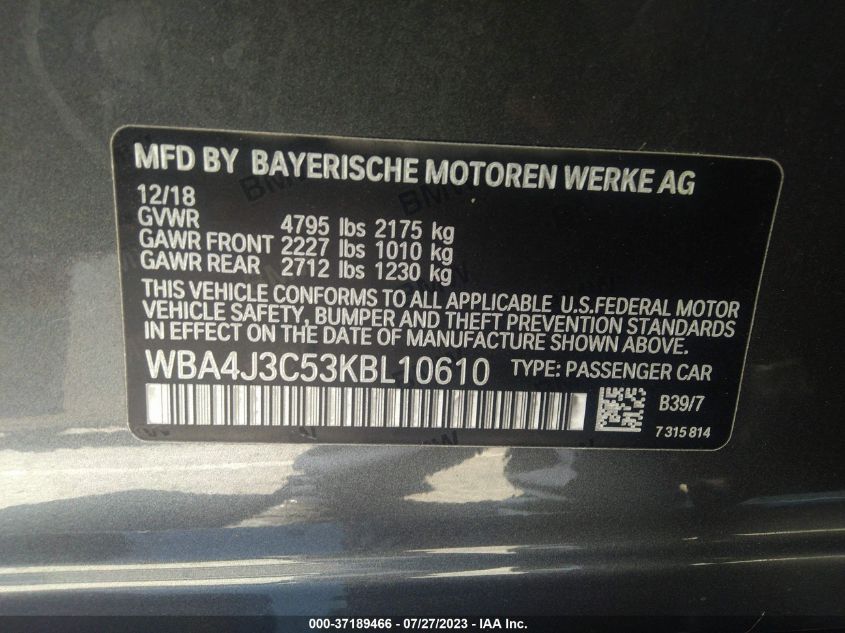 MFD BY BAYERISCHE MOTOREN WERKE AG
12/18
GVWR 4795 lbs 2175 kg
GAWR FRONT 2227 lbs 1010 kg
GAWR REAR 2712 lbs 1230 kg
THIS VEHICLE CONFORMS TO ALL APPLICABLE U.S.FEDERAL MOTOR
VEHICLE SAFETY, BUMPER AND THEFT PREVENTION STANDARDS
IN EFFECT ON THE DATE OF MANUFACTURE SHOWN ABOVE.
WBA4J3C53KBL10610 TYPE: PASSENGER CAR
B39/7
7 315 814
000-37189466 - 07/27/2023 - IAA Inc.